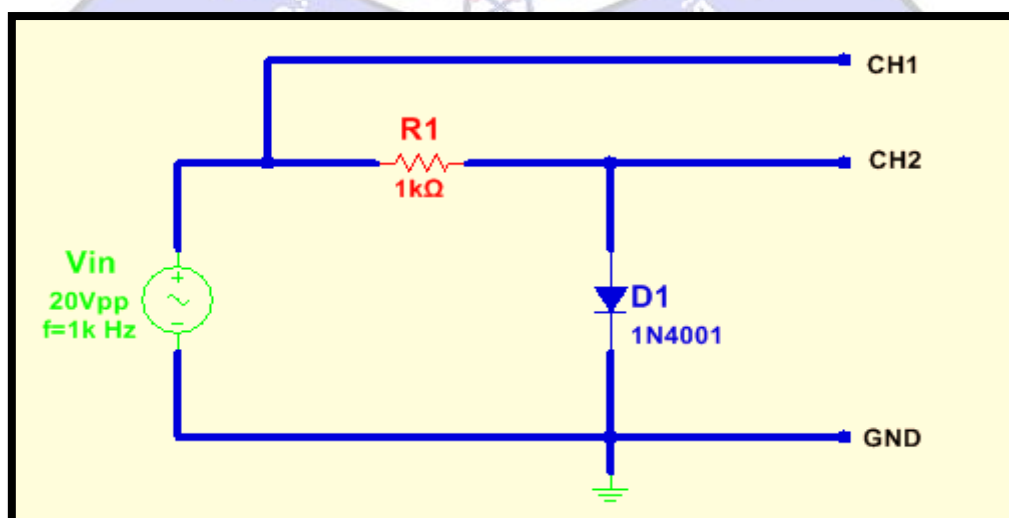 CH1
R1
1kΩ
CH2
Vin
20Vpp
f=1k Hz
D1
1N4001
GND